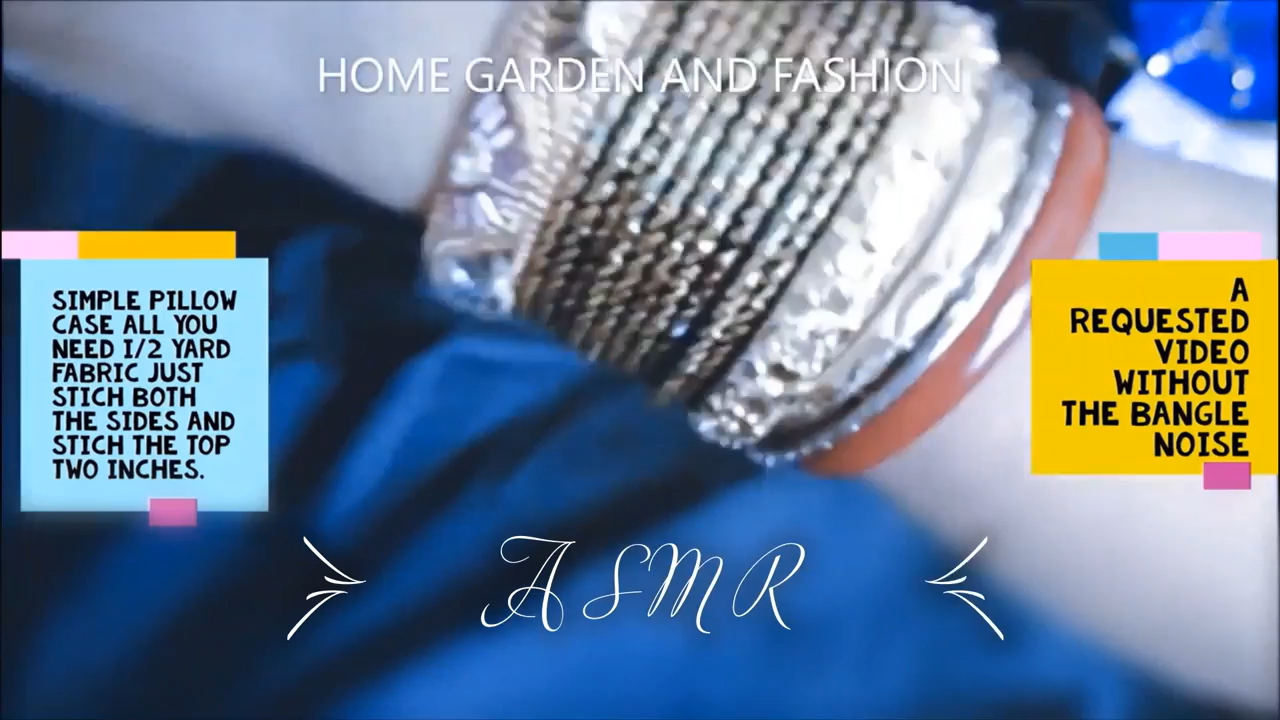 HOME GARDEN AND FASHION
SIMPLE PILLOW
CASE ALL YOU
NEED 1/2 YARD
FABRIC JUST
STICH BOTH
THE SIDES AND
STICH THE TOP
TWO INCHES.
A
REQUESTED
VIDEO
WITHOUT
THE BANGLE
NOISE
ASMR